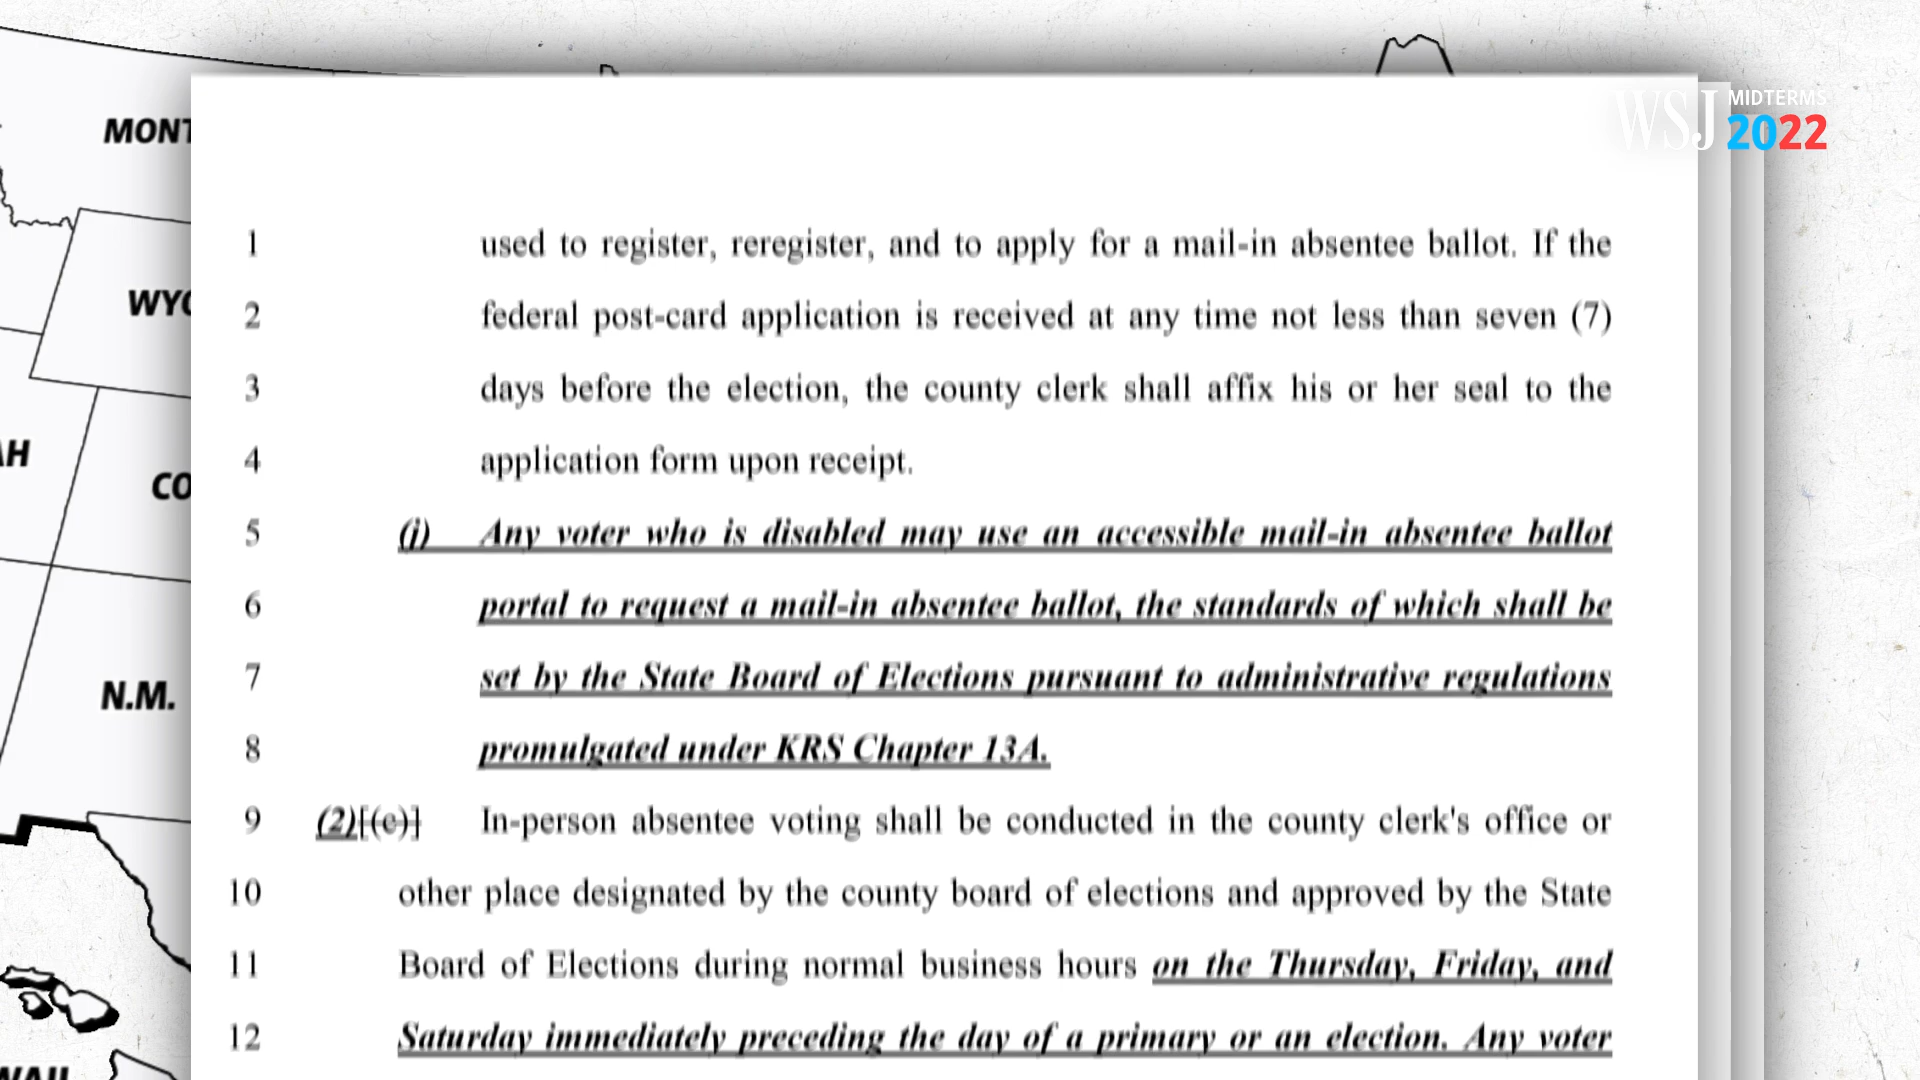 MONT
WYO
AH
CO
N.M.
WAII
WSJ MIDTERMS
2022
1 used to register, reregister, and to apply for a mail-in absentee ballot. If the
2 federal post-card application is received at any time not less than seven (7)
3 days before the election, the county clerk shall affix his or her seal to the
4 application form upon receipt.
5 (j) Any voter who is disabled may use an accessible mail-in absentee ballot
6 portal to request a mail-in absentee ballot, the standards of which shall be
7 set by the State Board of Elections pursuant to administrative regulations
8 promulgated under KRS Chapter 13A.
9 (2)[(c)] In-person absentee voting shall be conducted in the county clerk's office or
10 other place designated by the county board of elections and approved by the State
11 Board of Elections during normal business hours on the Thursday, Friday, and
12 Saturday immediately preceding the day of a primary or an election. Any voter